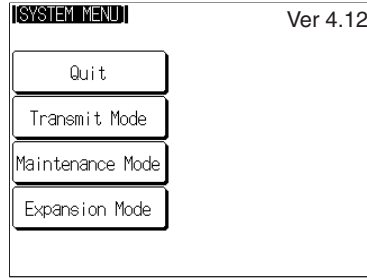 [SYSTEM MENU]
Ver 4.12
Quit
Transmit Mode
Maintenance Mode
Expansion Mode